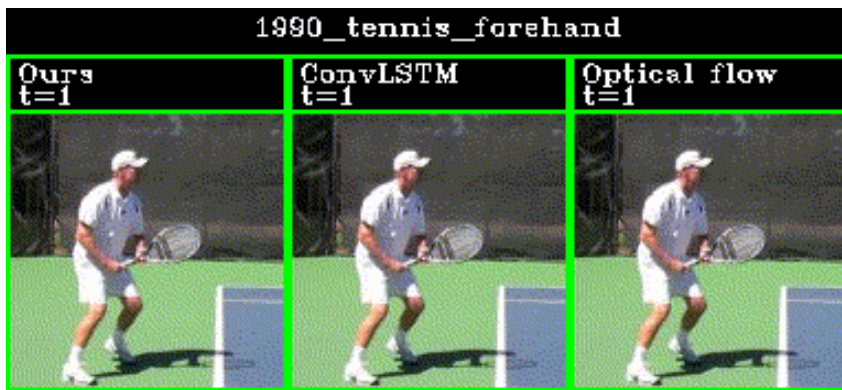 1990_tennis_forehand
Ours
t=1
ConvLSTM
t=1
Optical flow
t=1